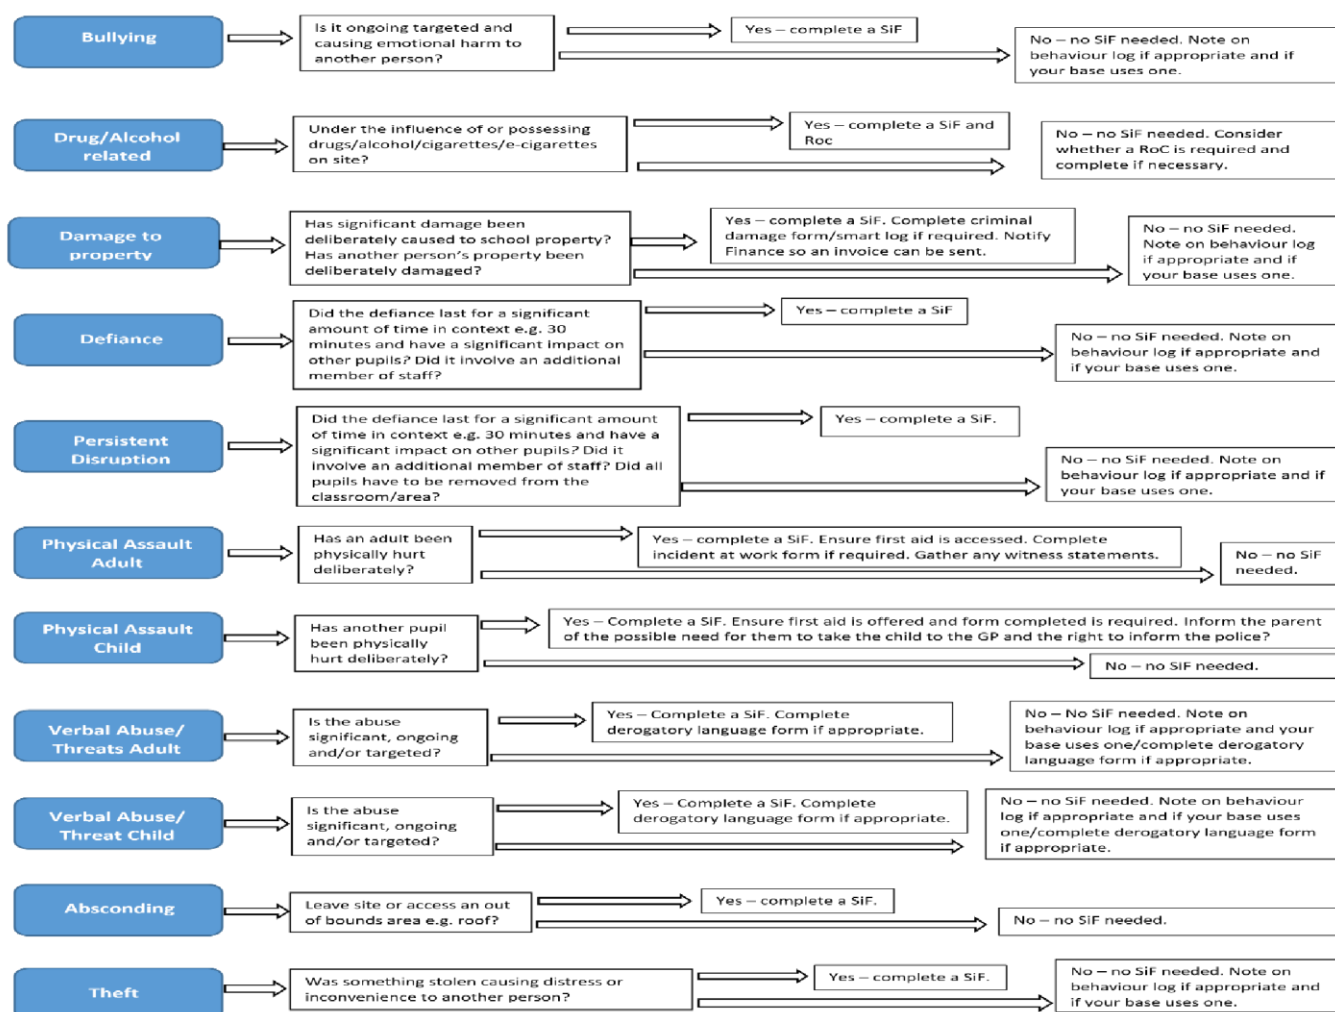 Bullying
Is it ongoing targeted and
causing emotional harm to
another person?
Yes – complete a SiF
No – no SiF needed. Note on
behaviour log if appropriate and if
your base uses one.
Drug/Alcohol
related
Under the influence of or possessing
drugs/alcohol/cigarettes/e-cigarettes
on site?
Yes – complete a SiF and
Roc
No – no SiF needed. Consider
whether a RoC is required and
complete if necessary.
Damage to
property
Has significant damage been
deliberately caused to school property?
Has another person's property been
deliberately damaged?
Yes – complete a SiF. Complete criminal
damage form/smart log if required. Notify
Finance so an invoice can be sent.
No – no SiF needed.
Note on behaviour log
if appropriate and if
your base uses one.
Defiance
Did the defiance last for a significant
amount of time in context e.g. 30
minutes and have a significant impact on
other pupils? Did it involve an additional
member of staff?
Yes – complete a SiF
No – no SiF needed. Note on
behaviour log if appropriate and
if your base uses one.
Persistent
Disruption
Did the defiance last for a significant amount
of time in context e.g. 30 minutes and have a
significant impact on other pupils? Did it
involve an additional member of staff? Did all
pupils have to be removed from the
classroom/area?
Yes – complete a SiF.
No – no SiF needed. Note on
behaviour log if appropriate and if
your base uses one.
Physical Assault
Adult
Has an adult been
physically hurt
deliberately?
Yes – complete a SiF. Ensure first aid is accessed. Complete
incident at work form if required. Gather any witness statements.
No – no SiF
needed.
Physical Assault
Child
Has another pupil
been physically
hurt deliberately?
Yes – Complete a SiF. Ensure first aid is offered and form completed is required. Inform the parent
of the possible need for them to take the child to the GP and the right to inform the police?
No – no SiF needed.
Verbal Abuse/
Threats Adult
Is the abuse
significant, ongoing
and/or targeted?
Yes – Complete a SiF. Complete
derogatory language form if appropriate.
No – No SiF needed. Note on
behaviour log if appropriate and your
base uses one/complete derogatory
language form if appropriate.
Verbal Abuse/
Threat Child
Is the abuse
significant, ongoing
and/or targeted?
Yes – Complete a SiF. Complete
derogatory language form if appropriate.
No – no SiF needed. Note on behaviour
log if appropriate and if your base uses
one/complete derogatory language form
if appropriate.
Absconding
Leave site or access an out
of bounds area e.g. roof?
Yes – complete a SiF.
No – no SiF needed.
Theft
Was something stolen causing distress or
inconvenience to another person?
Yes – complete a SiF.
No – no SiF needed. Note on
behaviour log if appropriate and
if your base uses one.